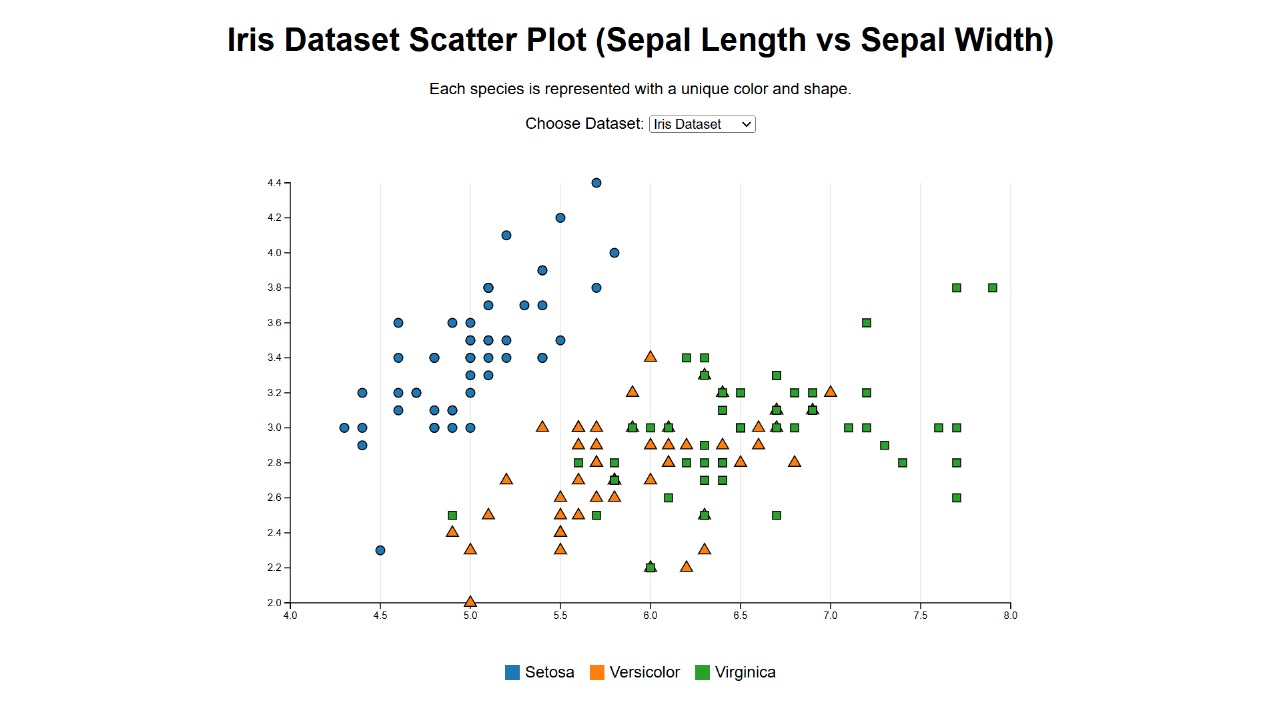 Iris Dataset Scatter Plot (Sepal Length vs Sepal Width)
Each species is represented with a unique color and shape.
Choose Dataset: Iris Dataset
4.4
4.2
4.0
3.8
3.6
3.4
3.2
3.0
2.8
2.6
2.4
2.2
2.0
4.0 4.5 5.0 5.5 6.0 6.5 7.0 7.5 8.0
Setosa Versicolor Virginica